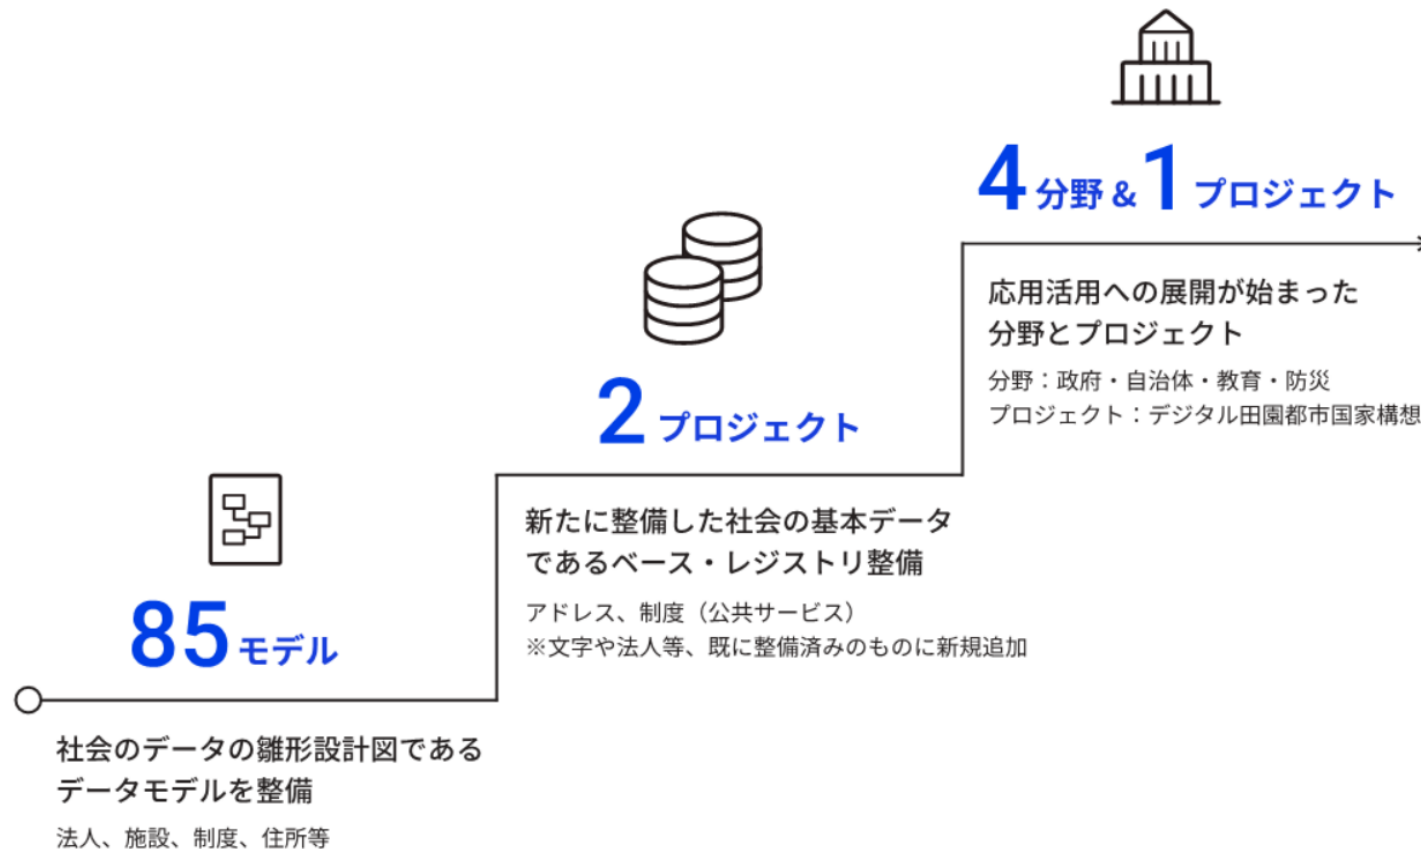 85 モデル
社会のデータの雛形設計図である
データモデルを整備
法人、施設、制度、住所等
2 プロジェクト
新たに整備した社会の基本データ
であるベース・レジストリ整備
アドレス、制度（公共サービス）
※文字や法人等、既に整備済みのものに新規追加
4 分野 & 1 プロジェクト
応用活用への展開が始まった
分野とプロジェクト
分野：政府・自治体・教育・防災
プロジェクト：デジタル田園都市国家構想